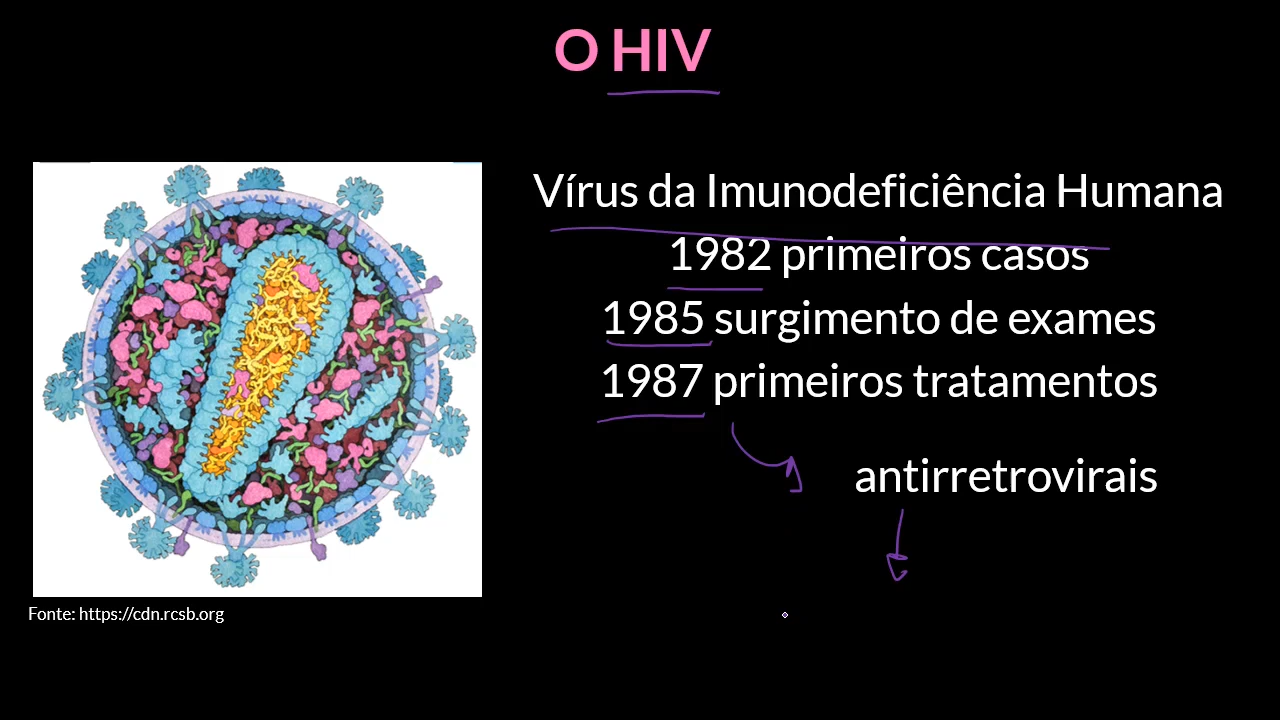 O HIV
Vírus da Imunodeficiência Humana
1982 primeiros casos
1985 surgimento de exames
1987 primeiros tratamentos
antirretrovirais
Fonte: https://cdn.rcsb.org